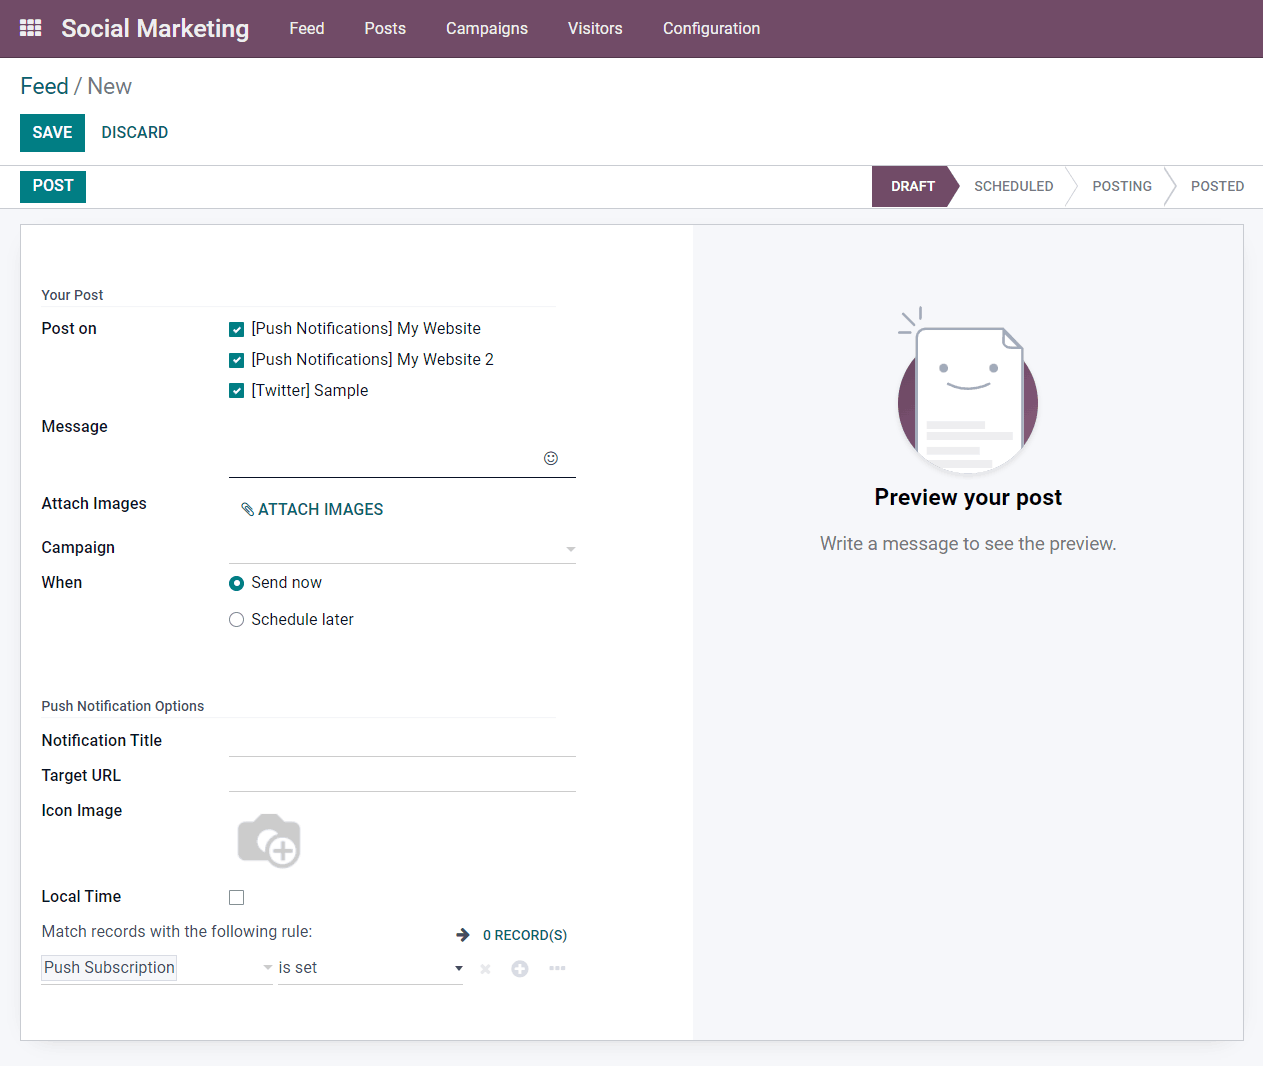 Social Marketing Feed Posts Campaigns Visitors Configuration
Feed / New
SAVE DISCARD
POST DRAFT SCHEDULED POSTING POSTED
Your Post
Post on [Push Notifications] My Website
[Push Notifications] My Website 2
[Twitter] Sample
Message
Attach Images ATTACH IMAGES
Campaign
When Send now
Schedule later
Push Notification Options
Notification Title
Target URL
Icon Image
Local Time
Match records with the following rule: 0 RECORD(S)
Push Subscription is set
Preview your post
Write a message to see the preview.